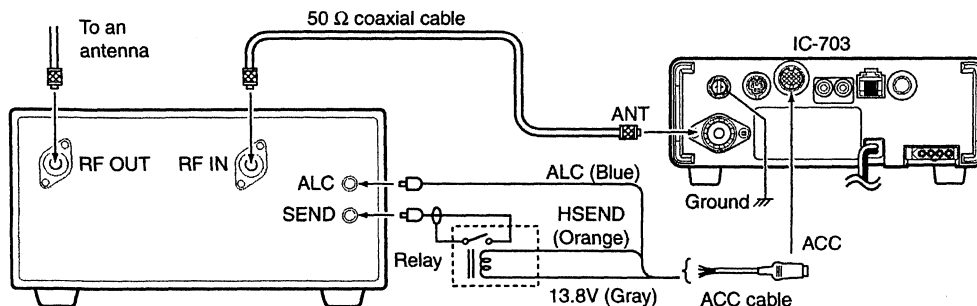 To an
antenna
50 Ω coaxial cable
IC-703
ANT
RF OUT
RF IN
ALC
SEND
ALC (Blue)
HSEND
(Orange)
Relay
13.8V (Gray)
Ground
ACC
ACC cable